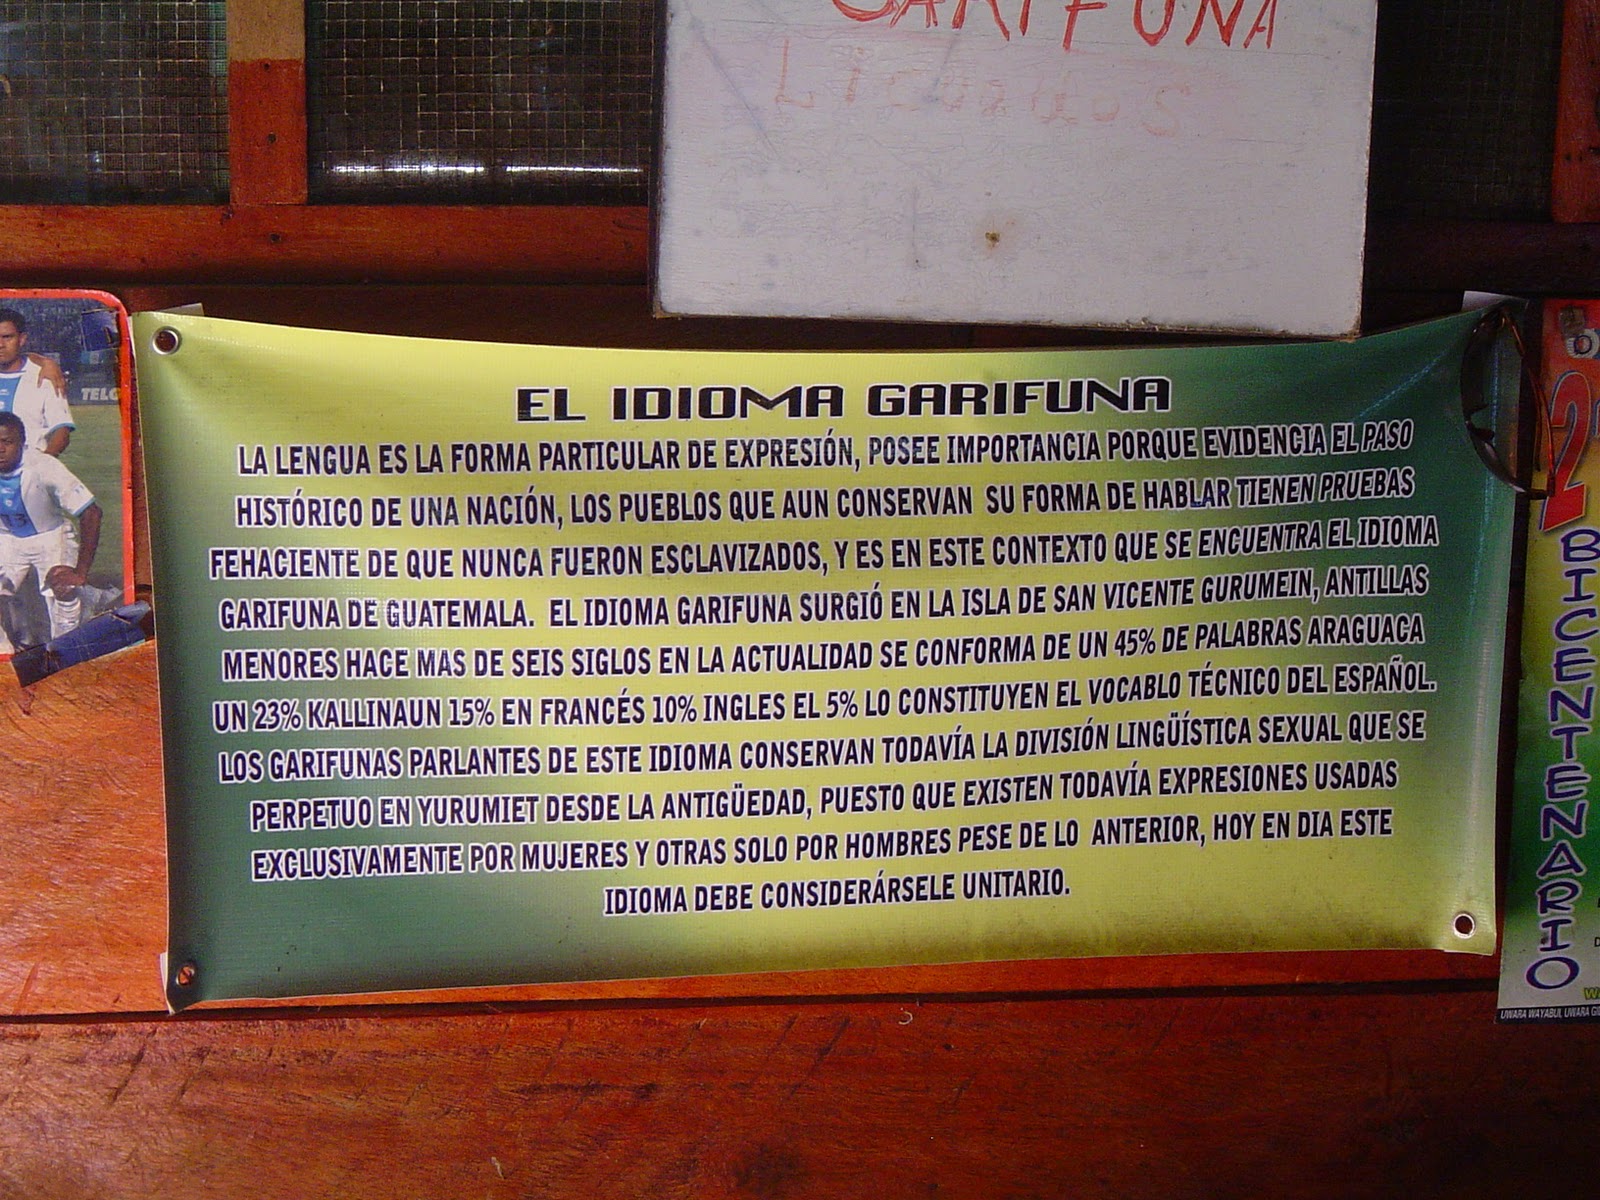 GARIFUNA
TELC
EL IDIOMA GARIFUNA
LA LENGUA ES LA FORMA PARTICULAR DE EXPRESIÓN, POSEE IMPORTANCIA PORQUE EVIDENCIA EL PASO
HISTÓRICO DE UNA NACIÓN, LOS PUEBLOS QUE AUN CONSERVAN SU FORMA DE HABLAR TIENEN PRUEBAS
FEHACIENTE DE QUE NUNCA FUERON ESCLAVIZADOS, Y ES EN ESTE CONTEXTO QUE SE ENCUENTRA EL IDIOMA
GARIFUNA DE GUATEMALA. EL IDIOMA GARIFUNA SURGIÓ EN LA ISLA DE SAN VICENTE GURUMEIN, ANTILLAS
MENORES HACE MAS DE SEIS SIGLOS EN LA ACTUALIDAD SE CONFORMA DE UN 45% DE PALABRAS ARAGUACA
UN 23% KALLINAUN 15% EN FRANCÉS 10% INGLES EL 5% LO CONSTITUYEN EL VOCABLO TÉCNICO DEL ESPAÑOL.
LOS GARIFUNAS PARLANTES DE ESTE IDIOMA CONSERVAN TODAVÍA LA DIVISIÓN LINGÜÍSTICA SEXUAL QUE SE
PERPETUO EN YURUMIET DESDE LA ANTIGÜEDAD, PUESTO QUE EXISTEN TODAVÍA EXPRESIONES USADAS
EXCLUSIVAMENTE POR MUJERES Y OTRAS SOLO POR HOMBRES PESE DE LO ANTERIOR, HOY EN DIA ESTE
IDIOMA DEBE CONSIDERÁRSELE UNITARIO.
2
BICENTENARIO
UWARA WAYABUI, UWARA